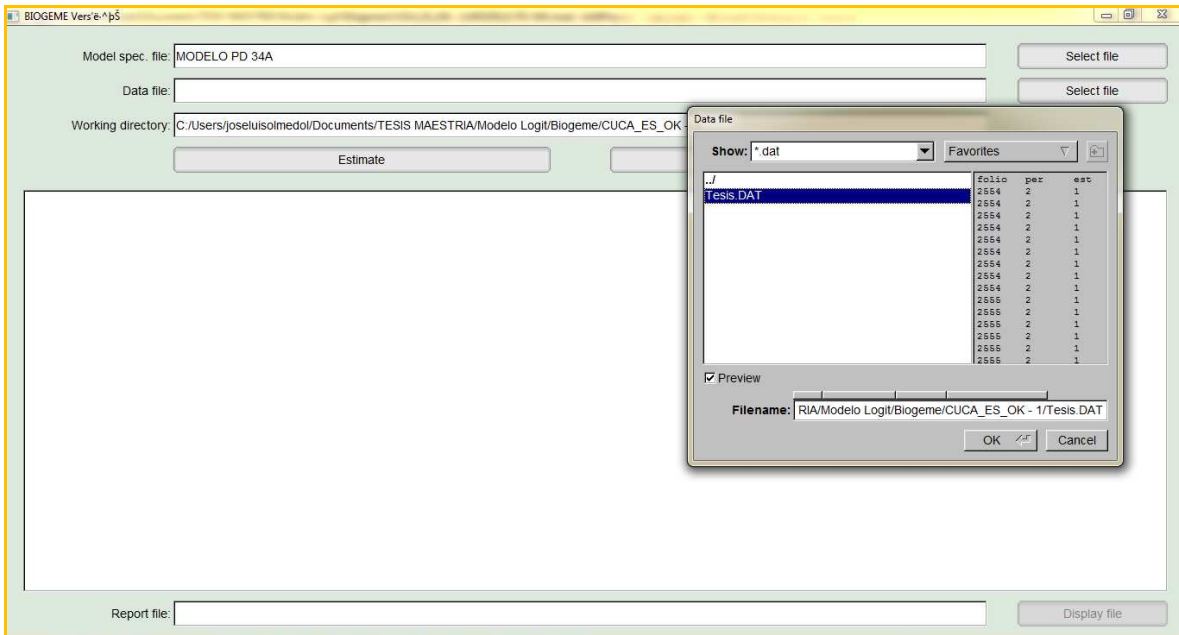 BIOGEME Vers'ë·^þŠ
Model spec. file: MODELO PD 34A
Select file
Data file:
Select file
Working directory: C:/Users/joseluisolmedol/Documents/TESIS MAESTRIA/Modelo Logit/Biogeme/CUCA_ES_OK -
Estimate
Data file
Show: *.dat
Favorites
../
Tesis.DAT
folio per est
2554 2 1
2554 2 1
2554 2 1
2554 2 1
2554 2 1
2554 2 1
2554 2 1
2554 2 1
2554 2 1
2555 2 1
2555 2 1
2555 2 1
2555 2 1
2555 2 1
2555 2 1
Preview
Filename: RIA/Modelo Logit/Biogeme/CUCA_ES_OK - 1/Tesis.DAT
OK
Cancel
Report file:
Display file